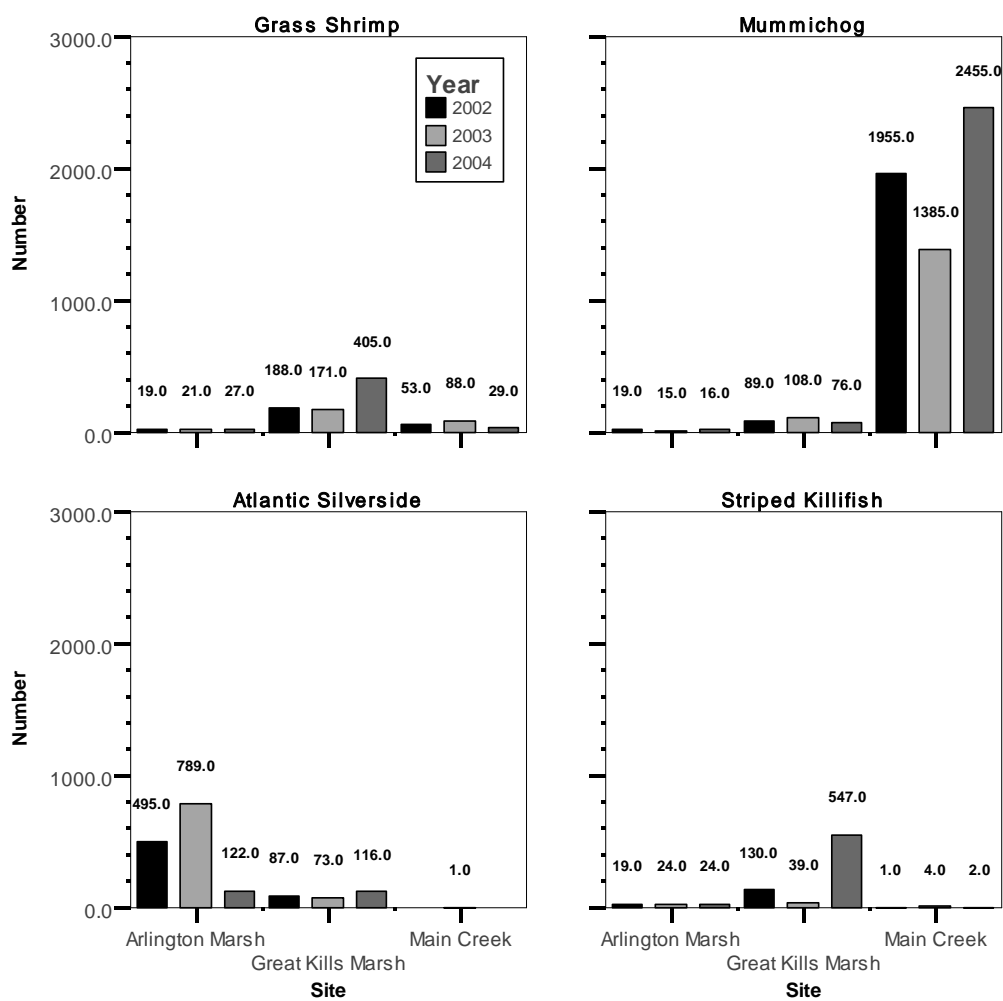 Grass Shrimp
Mummichog
3000.0
2000.0
1000.0
0.0
Number
Year
2002
2003
2004
19.0 21.0 27.0 188.0 171.0 405.0 53.0 88.0 29.0
19.0 15.0 16.0 89.0 108.0 76.0 1955.0 1385.0 2455.0
Atlantic Silverside
Striped Killifish
3000.0
2000.0
1000.0
0.0
Number
495.0 789.0 122.0 87.0 73.0 116.0 1.0
19.0 24.0 24.0 130.0 39.0 547.0 1.0 4.0 2.0
Arlington Marsh Main Creek
Great Kills Marsh
Site
Arlington Marsh Main Creek
Great Kills Marsh
Site